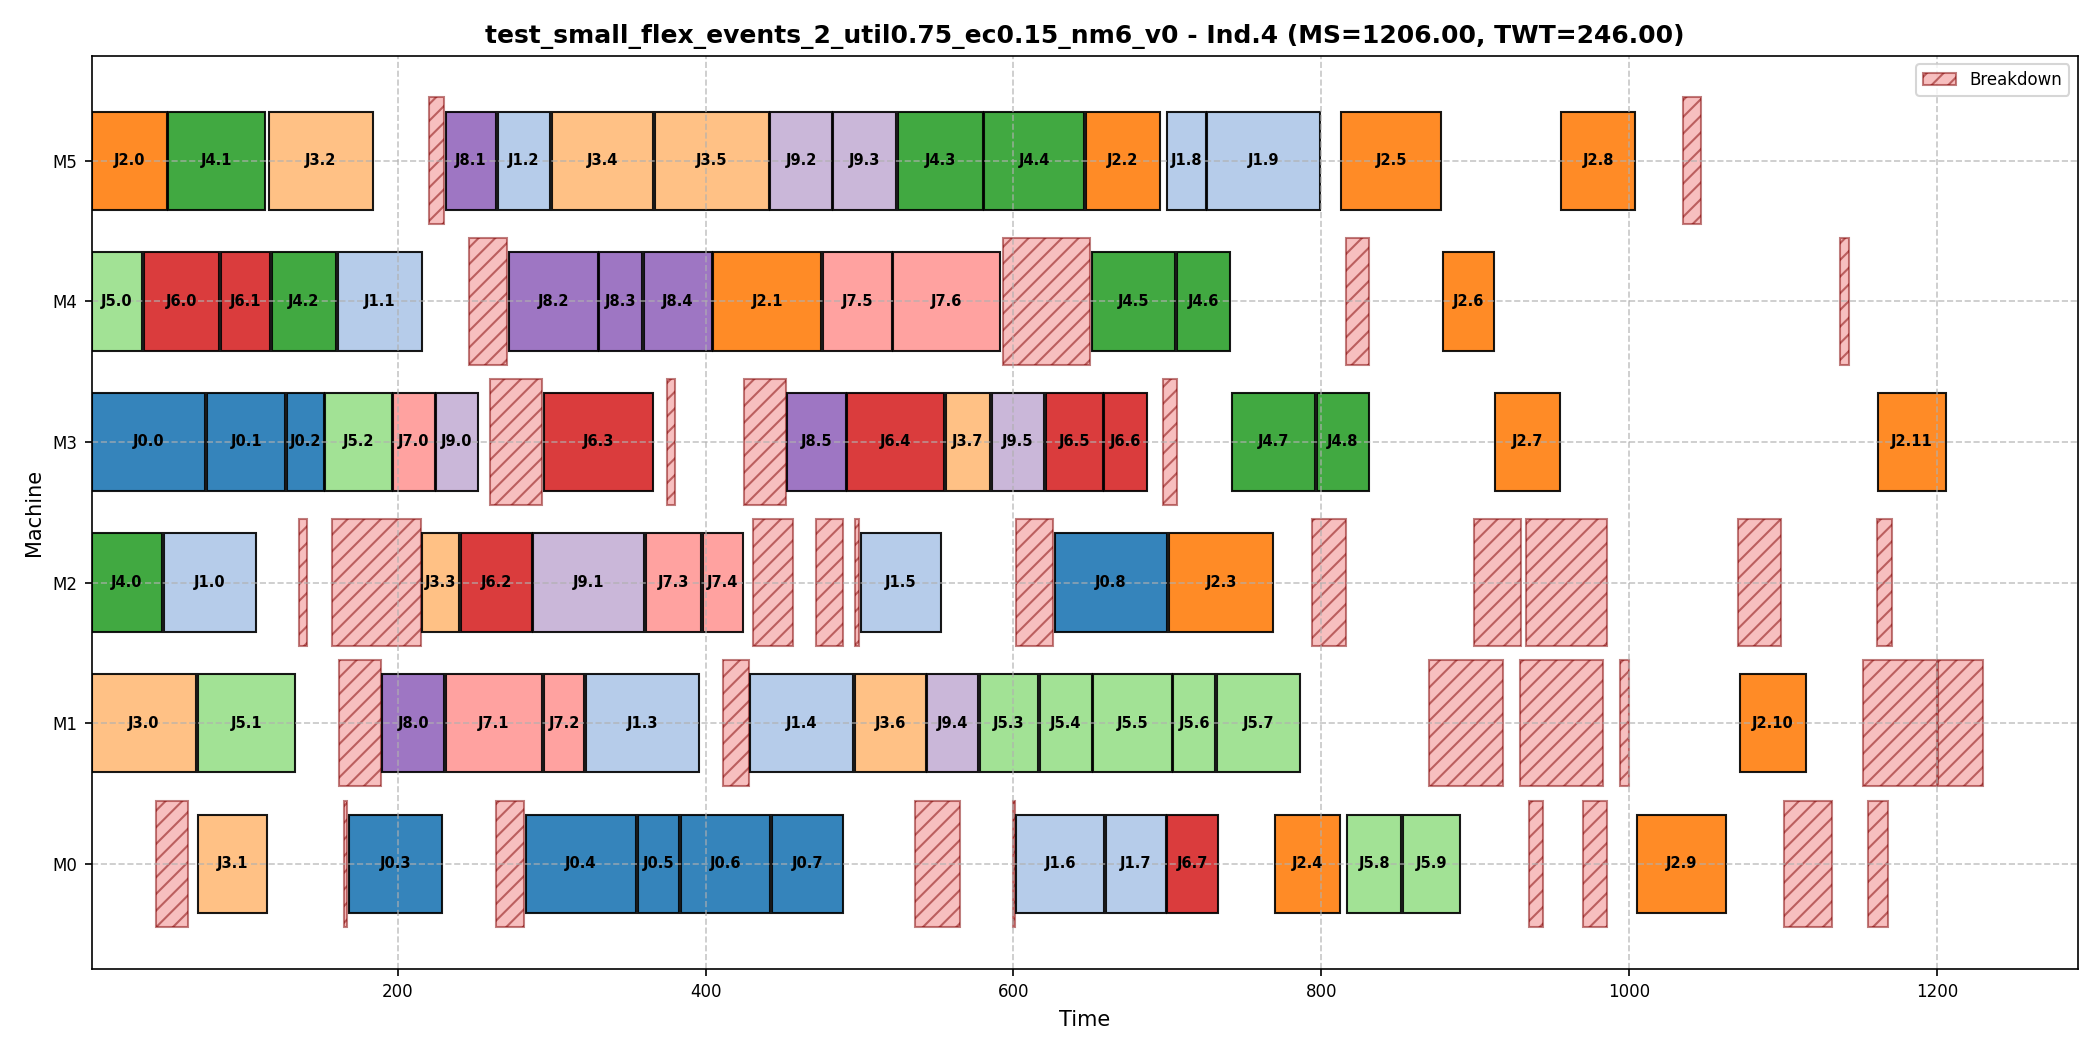 test_small_flex_events_2_util0.75_ec0.15_nm6_v0 - Ind.4 (MS=1206.00, TWT=246.00)
Breakdown
M5 J2.0 J4.1 J3.2 J8.1 J1.2 J3.4 J3.5 J9.2 J9.3 J4.3 J4.4 J2.2 J1.8 J1.9 J2.5 J2.8
M4 J5.0 J6.0 J6.1 J4.2 J1.1 J8.2 J8.3 J8.4 J2.1 J7.5 J7.6 J4.5 J4.6 J2.6
M3 J0.0 J0.1 J0.2 J5.2 J7.0 J9.0 J6.3 J8.5 J6.4 J3.7 J9.5 J6.5 J6.6 J4.7 J4.8 J2.7 J2.11
Machine
M2 J4.0 J1.0 J3.3 J6.2 J9.1 J7.3 J7.4 J1.5 J0.8 J2.3
M1 J3.0 J5.1 J8.0 J7.1 J7.2 J1.3 J1.4 J3.6 J9.4 J5.3 J5.4 J5.5 J5.6 J5.7 J2.10
M0 J3.1 J0.3 J0.4 J0.5 J0.6 J0.7 J1.6 J1.7 J6.7 J2.4 J5.8 J5.9 J2.9
200 400 600 800 1000 1200
Time